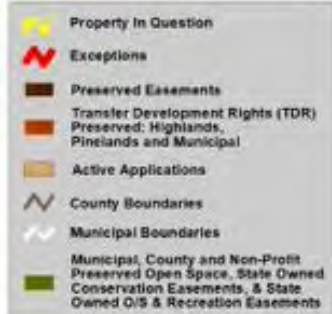 Property In Question
Exceptions
Preserved Easements
Transfer Development Rights (TDR)
Preserved; Highlands,
Pinelands and Municipal
Active Applications
County Boundaries
Municipal Boundaries
Municipal, County and Non-Profit
Preserved Open Space, State Owned
Conservation Easements, & State
Owned O/S & Recreation Easements